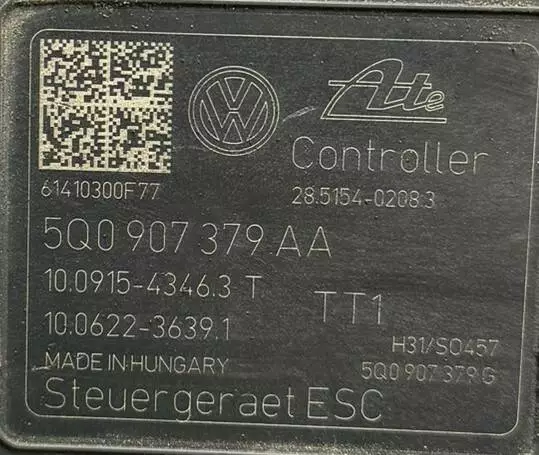 Ate
Controller
61410300F77
28.5154-0208.3
5Q0 907 379 AA
10.0915-4346.3 T
TT1
10.0622-3639.1
H31/S0457
MADE IN HUNGARY
5Q0 907 379 G
Steuergeraet ESC